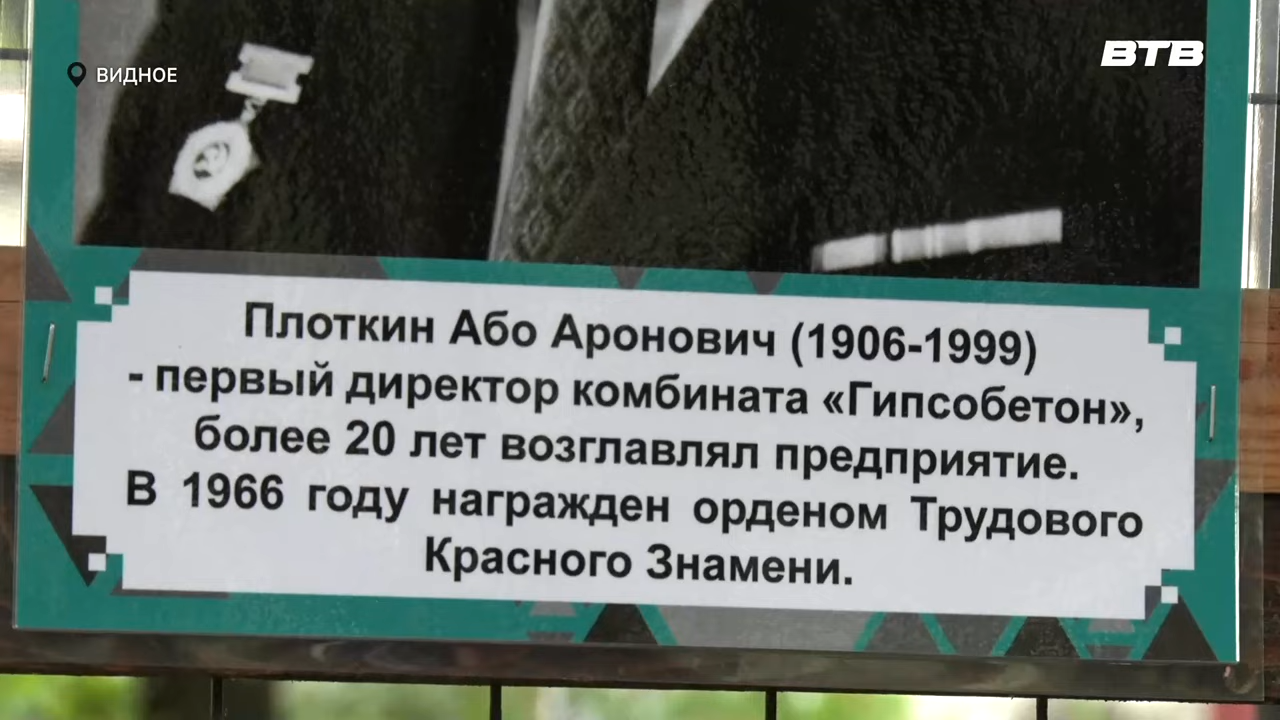 ВИДНОЕ
ВТВ
Плоткин Або Аронович (1906-1999)
- первый директор комбината «Гипсобетон»,
более 20 лет возглавлял предприятие.
В 1966 году награжден орденом Трудового
Красного Знамени.